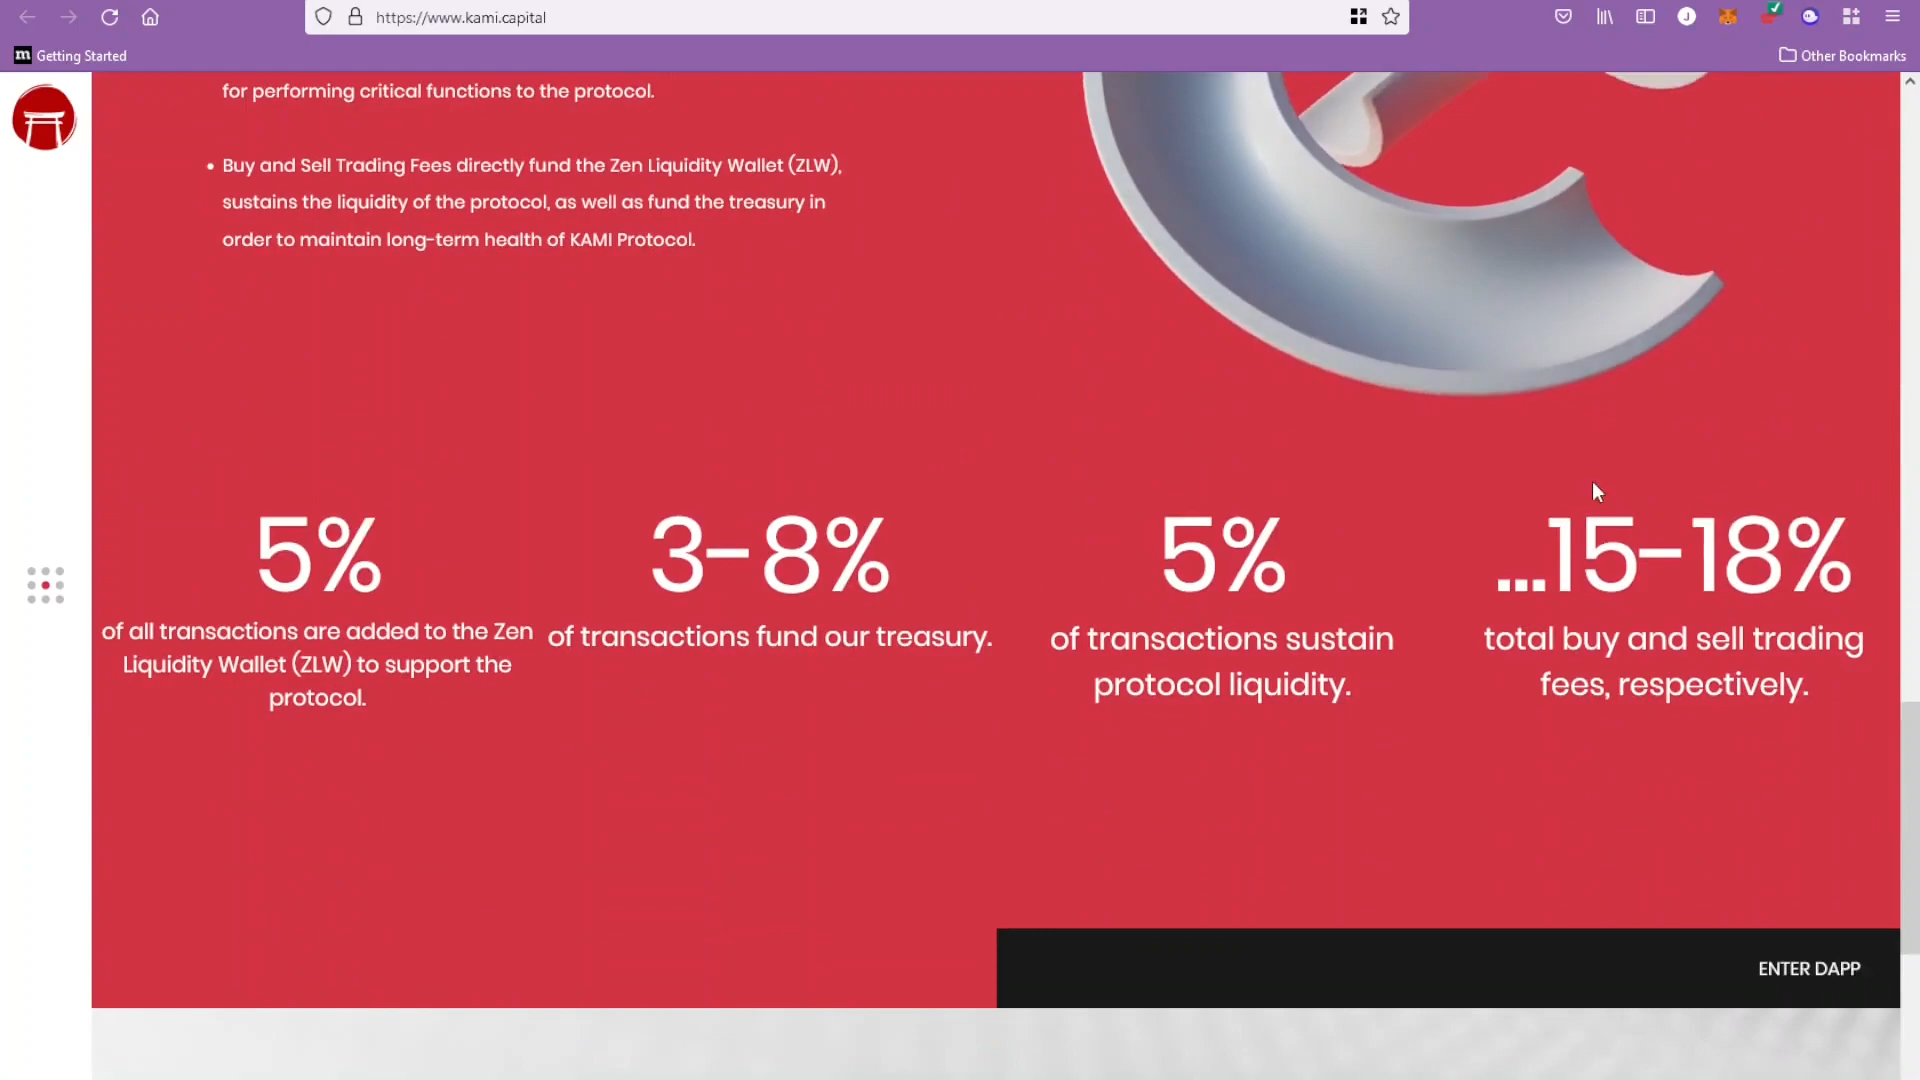 https://www.kami.capital
J
m Getting Started
Other Bookmarks
for performing critical functions to the protocol.
• Buy and Sell Trading Fees directly fund the Zen Liquidity Wallet (ZLW),
sustains the liquidity of the protocol, as well as fund the treasury in
order to maintain long-term health of KAMI Protocol.
5%
of all transactions are added to the Zen
Liquidity Wallet (ZLW) to support the
protocol.
3-8%
of transactions fund our treasury.
5%
of transactions sustain
protocol liquidity.
...15-18%
total buy and sell trading
fees, respectively.
ENTER DAPP